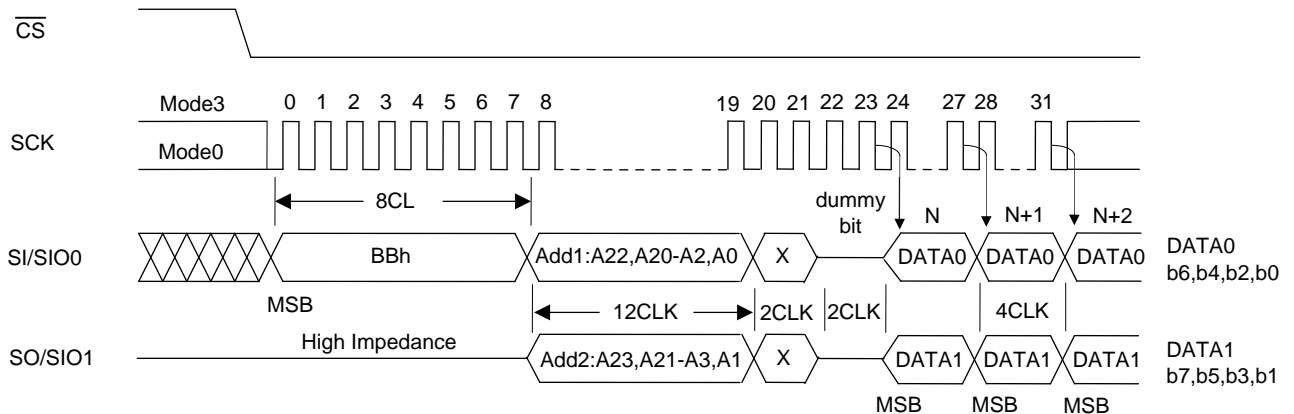 CS
Mode3
0 1 2 3 4 5 6 7 8 19 20 21 22 23 24 27 28 31
SCK
Mode0
8CL
dummy
bit
N N+1 N+2
SI/SIO0
BBh
Add1:A22,A20-A2,A0
X
DATA0 DATA0 DATA0
DATA0
b6,b4,b2,b0
MSB
12CLK 2CLK 2CLK 4CLK
High Impedance
SO/SIO1
Add2:A23,A21-A3,A1
X
DATA1 DATA1 DATA1
DATA1
b7,b5,b3,b1
MSB MSB MSB